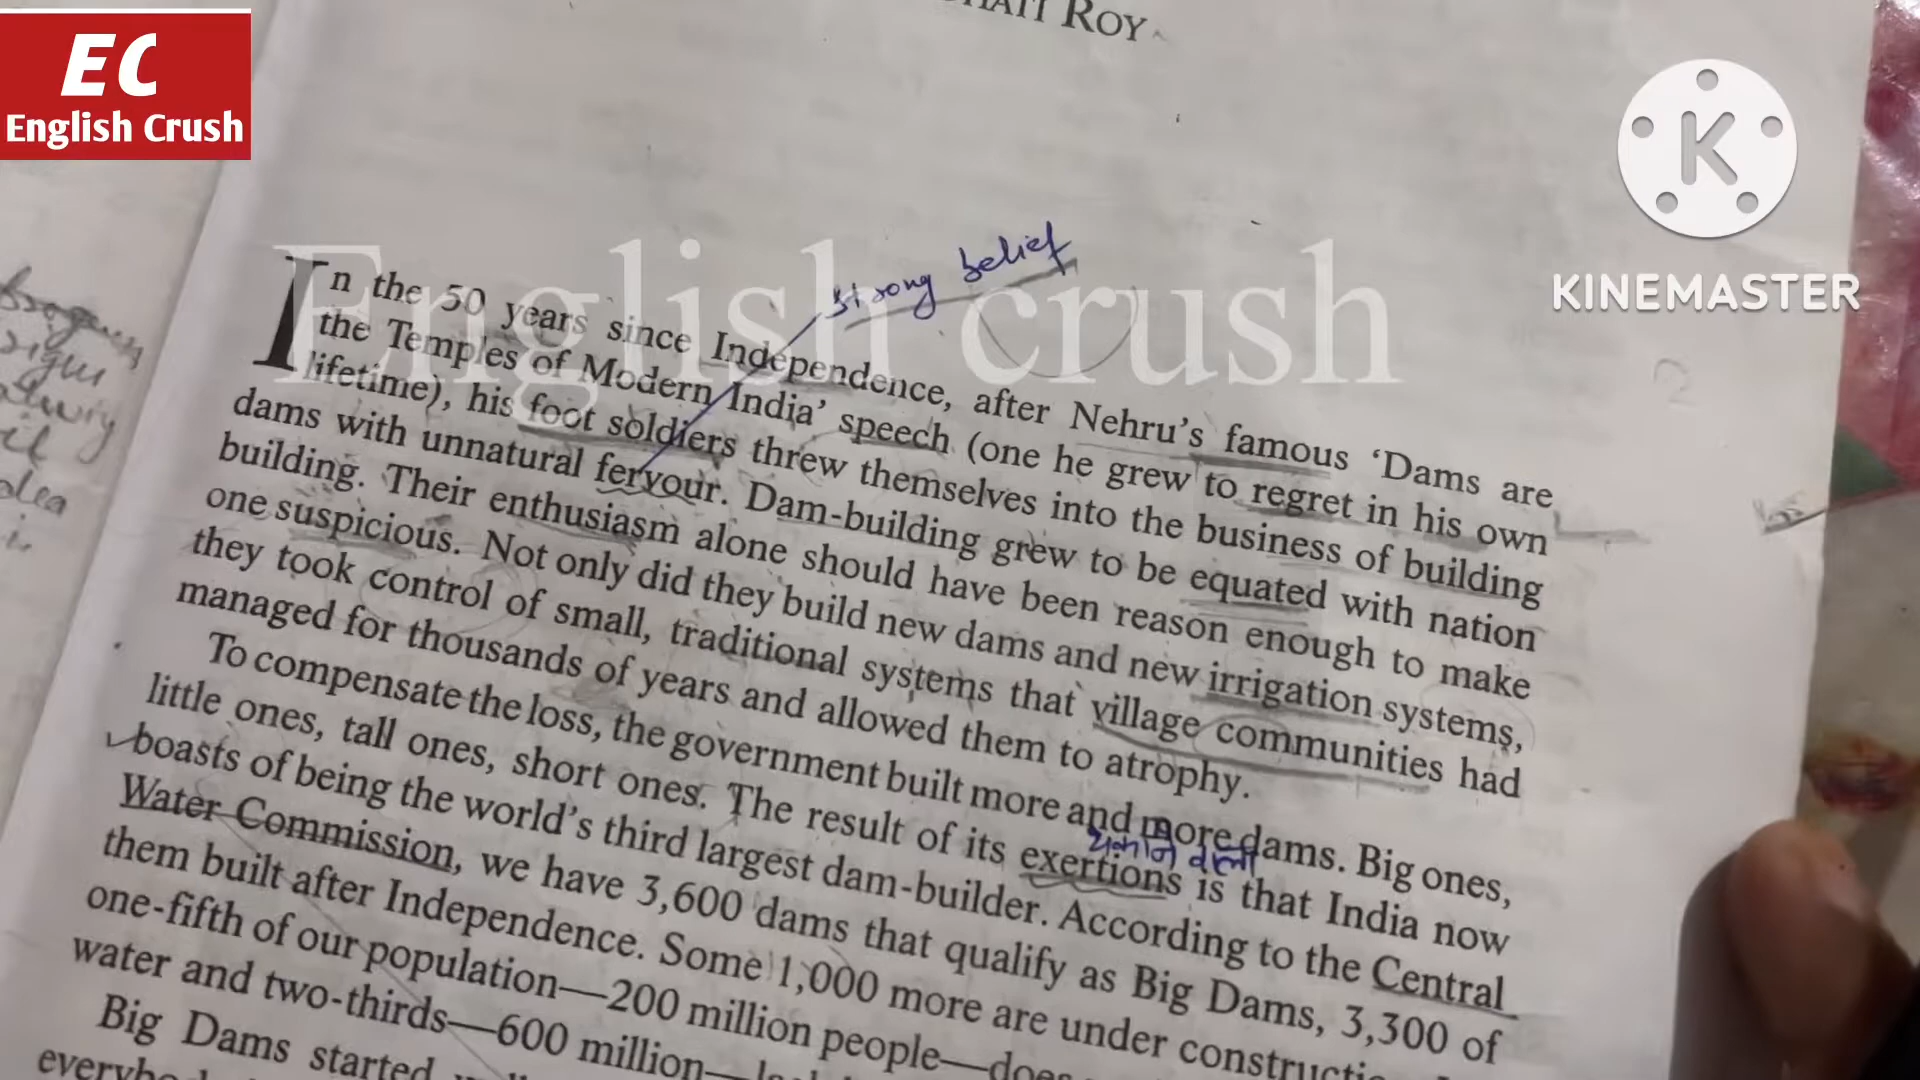 EC
English Crush
ROY
KINEMASTER
English crush
strong belief
In the 50 years since Independence, after Nehru's famous 'Dams are
the Temples of Modern India' speech (one he grew to regret in his own
lifetime), his foot soldiers threw themselves into the business of building
dams with unnatural fervour. Dam-building grew to be equated with nation
building. Their enthusiasm alone should have been reason enough to make
one suspicious. Not only did they build new dams and new irrigation systems,
they took control of small, traditional systems that village communities had
managed for thousands of years and allowed them to atrophy.
To compensate the loss, the government built more and more dams. Big ones,
little ones, tall ones, short ones. The result of its exertions is that India now
boasts of being the world's third largest dam-builder. According to the Central
Water Commission, we have 3,600 dams that qualify as Big Dams, 3,300 of
them built after Independence. Some 1,000 more are under
one-fifth of our population—200 million people—
water and two-thirds—600 million—
Big Dams started